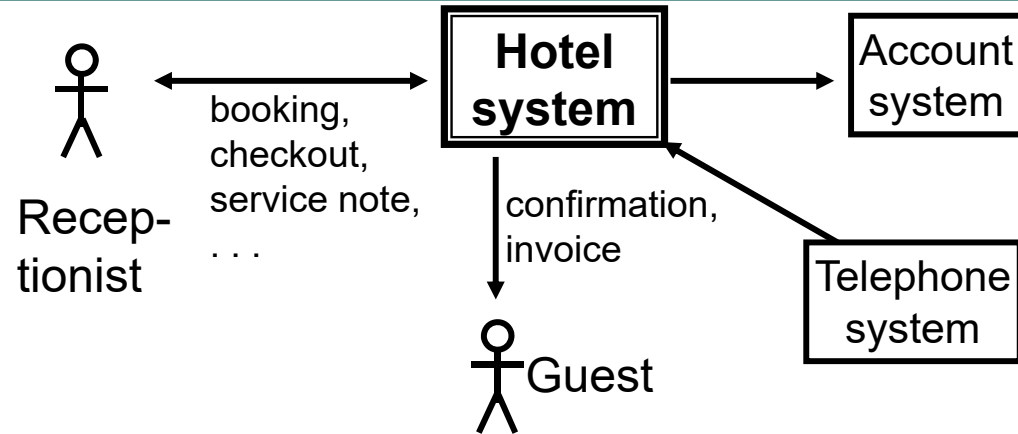 Hotel
system
Account
system
booking,
checkout,
service note,
. . .
Recep-
tionist
confirmation,
invoice
Telephone
system
Guest